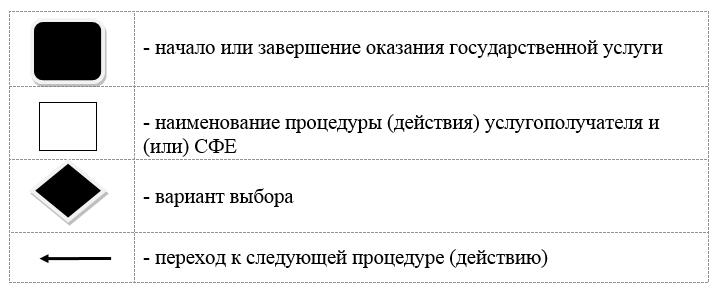 - начало или завершение оказания государственной услуги
- наименование процедуры (действия) услугополучателя и
(или) СФЕ
- вариант выбора
- переход к следующей процедуре (действию)